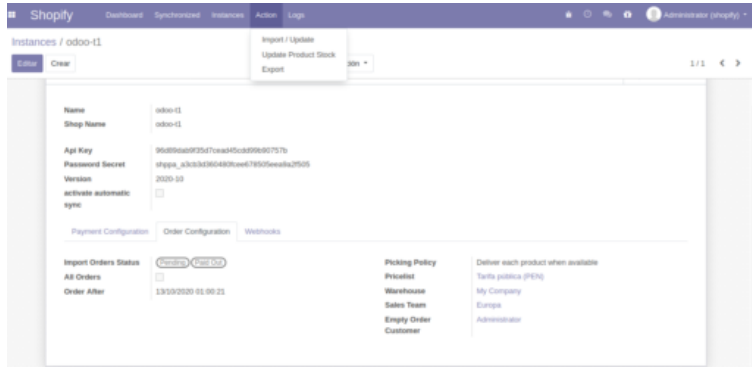 Shopify Dashboard Synchronized Instances Action Logs Administrator (shopify)
Import / Update
Update Product Stock
Export
Instances / odoo-t1
Editar Crear 1 / 1
Name odoo-t1
Shop Name odoo-t1
Api Key
Password Secret
Version 2020-10
activate automatic
sync
Payment Configuration Order Configuration Webhooks
Import Orders Status Pending Paid Out
All Orders
Order After 13/10/2020 01:00:21
Picking Policy Deliver each product when available
Pricelist Tarifa pública (PEN)
Warehouse My Company
Sales Team Europa
Empty Order Administrator
Customer